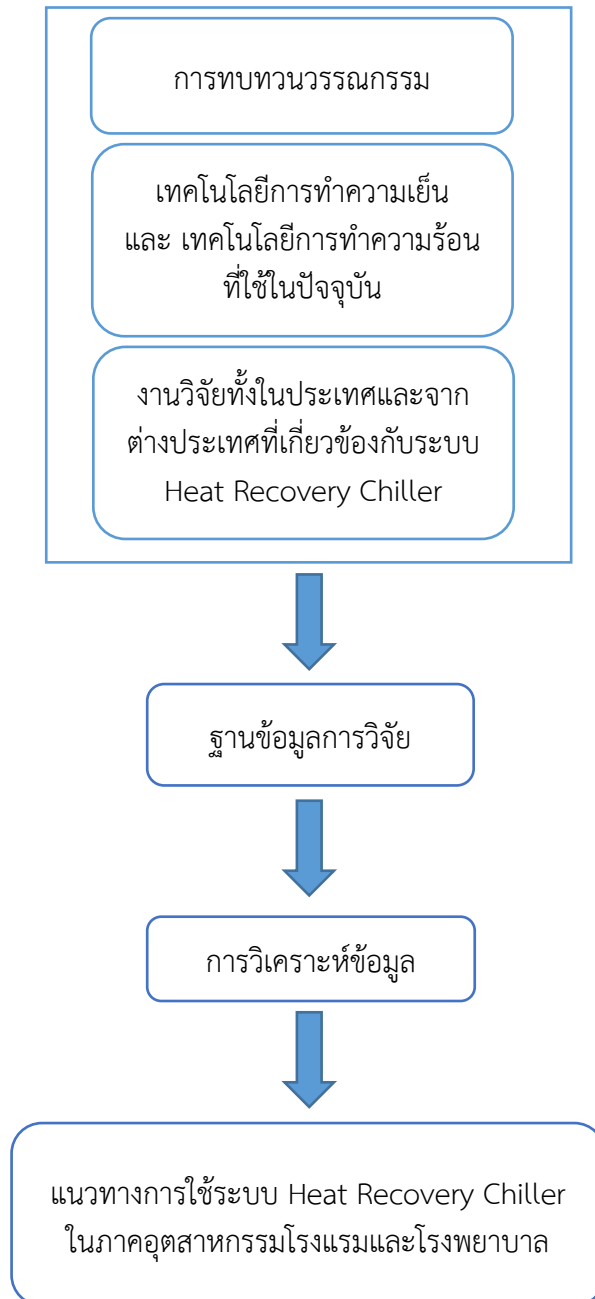 การทบทวนวรรณกรรม
เทคโนโลยีการทำความเย็น
และ เทคโนโลยีการทำความร้อน
ที่ใช้ในปัจจุบัน
งานวิจัยทั้งในประเทศและจาก
ต่างประเทศที่เกี่ยวข้องกับระบบ
Heat Recovery Chiller
ฐานข้อมูลการวิจัย
การวิเคราะห์ข้อมูล
แนวทางการใช้ระบบ Heat Recovery Chiller
ในภาคอุตสาหกรรมโรงแรมและโรงพยาบาล